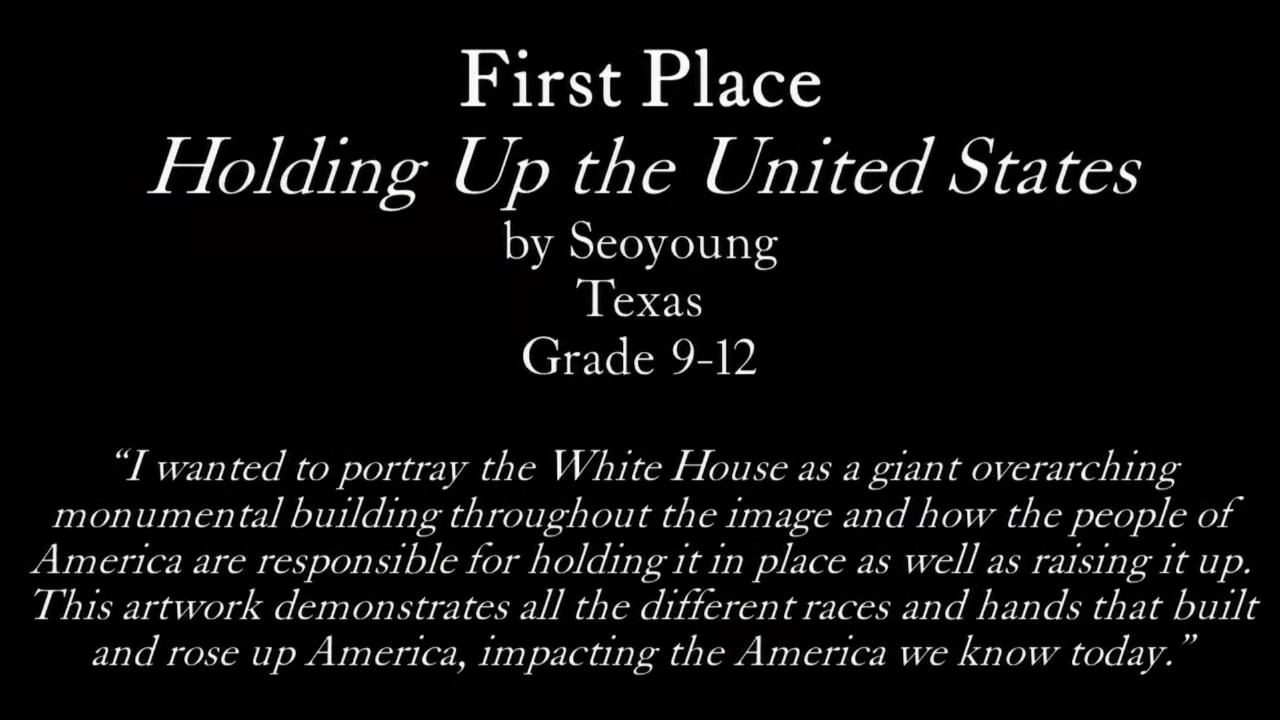 First Place
Holding Up the United States
by Seoyoung
Texas
Grade 9-12
“I wanted to portray the White House as a giant overarching
monumental building throughout the image and how the people of
America are responsible for holding it in place as well as raising it up.
This artwork demonstrates all the different races and hands that built
and rose up America, impacting the America we know today.”